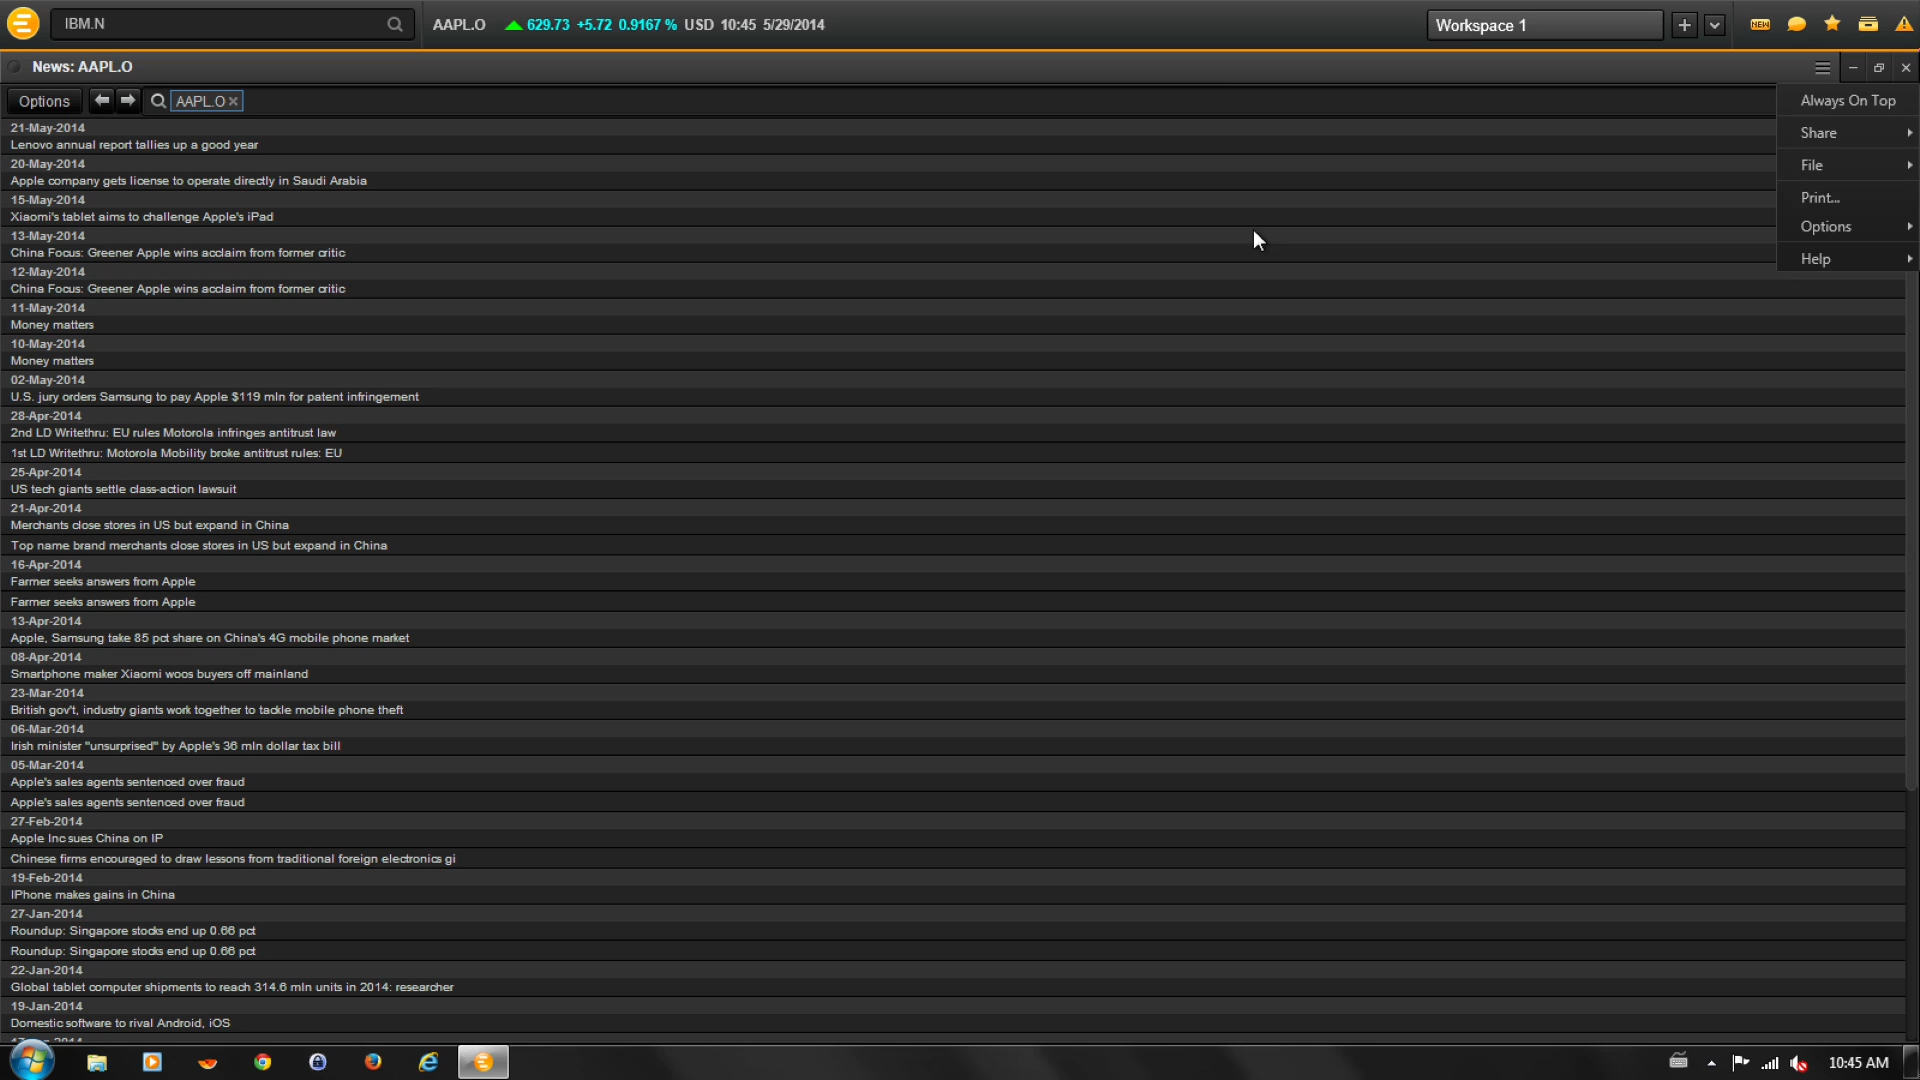 IBM.N
AAPL.O 629.73 +5.72 0.9167 % USD 10:45 5/29/2014
Workspace 1
NEW
News: AAPL.O
Options
AAPL.O
Always On Top
Share
File
Print...
Options
Help
21-May-2014
Lenovo annual report tallies up a good year
20-May-2014
Apple company gets license to operate directly in Saudi Arabia
15-May-2014
Xiaomi's tablet aims to challenge Apple's iPad
13-May-2014
China Focus: Greener Apple wins acclaim from former critic
12-May-2014
China Focus: Greener Apple wins acclaim from former critic
11-May-2014
Money matters
10-May-2014
Money matters
02-May-2014
U.S. jury orders Samsung to pay Apple $119 mln for patent infringement
28-Apr-2014
2nd LD Writethru: EU rules Motorola infringes antitrust law
1st LD Writethru: Motorola Mobility broke antitrust rules: EU
25-Apr-2014
US tech giants settle class-action lawsuit
21-Apr-2014
Merchants close stores in US but expand in China
Top name brand merchants close stores in US but expand in China
16-Apr-2014
Farmer seeks answers from Apple
Farmer seeks answers from Apple
13-Apr-2014
Apple, Samsung take 85 pct share on China's 4G mobile phone market
08-Apr-2014
Smartphone maker Xiaomi woos buyers off mainland
23-Mar-2014
British gov't, industry giants work together to tackle mobile phone theft
06-Mar-2014
Irish minister "unsurprised" by Apple's 36 mln dollar tax bill
05-Mar-2014
Apple's sales agents sentenced over fraud
Apple's sales agents sentenced over fraud
27-Feb-2014
Apple Inc sues China on IP
Chinese firms encouraged to draw lessons from traditional foreign electronics gi
19-Feb-2014
IPhone makes gains in China
27-Jan-2014
Roundup: Singapore stocks end up 0.66 pct
Roundup: Singapore stocks end up 0.66 pct
22-Jan-2014
Global tablet computer shipments to reach 314.6 mln units in 2014: researcher
19-Jan-2014
Domestic software to rival Android, iOS
10:45 AM